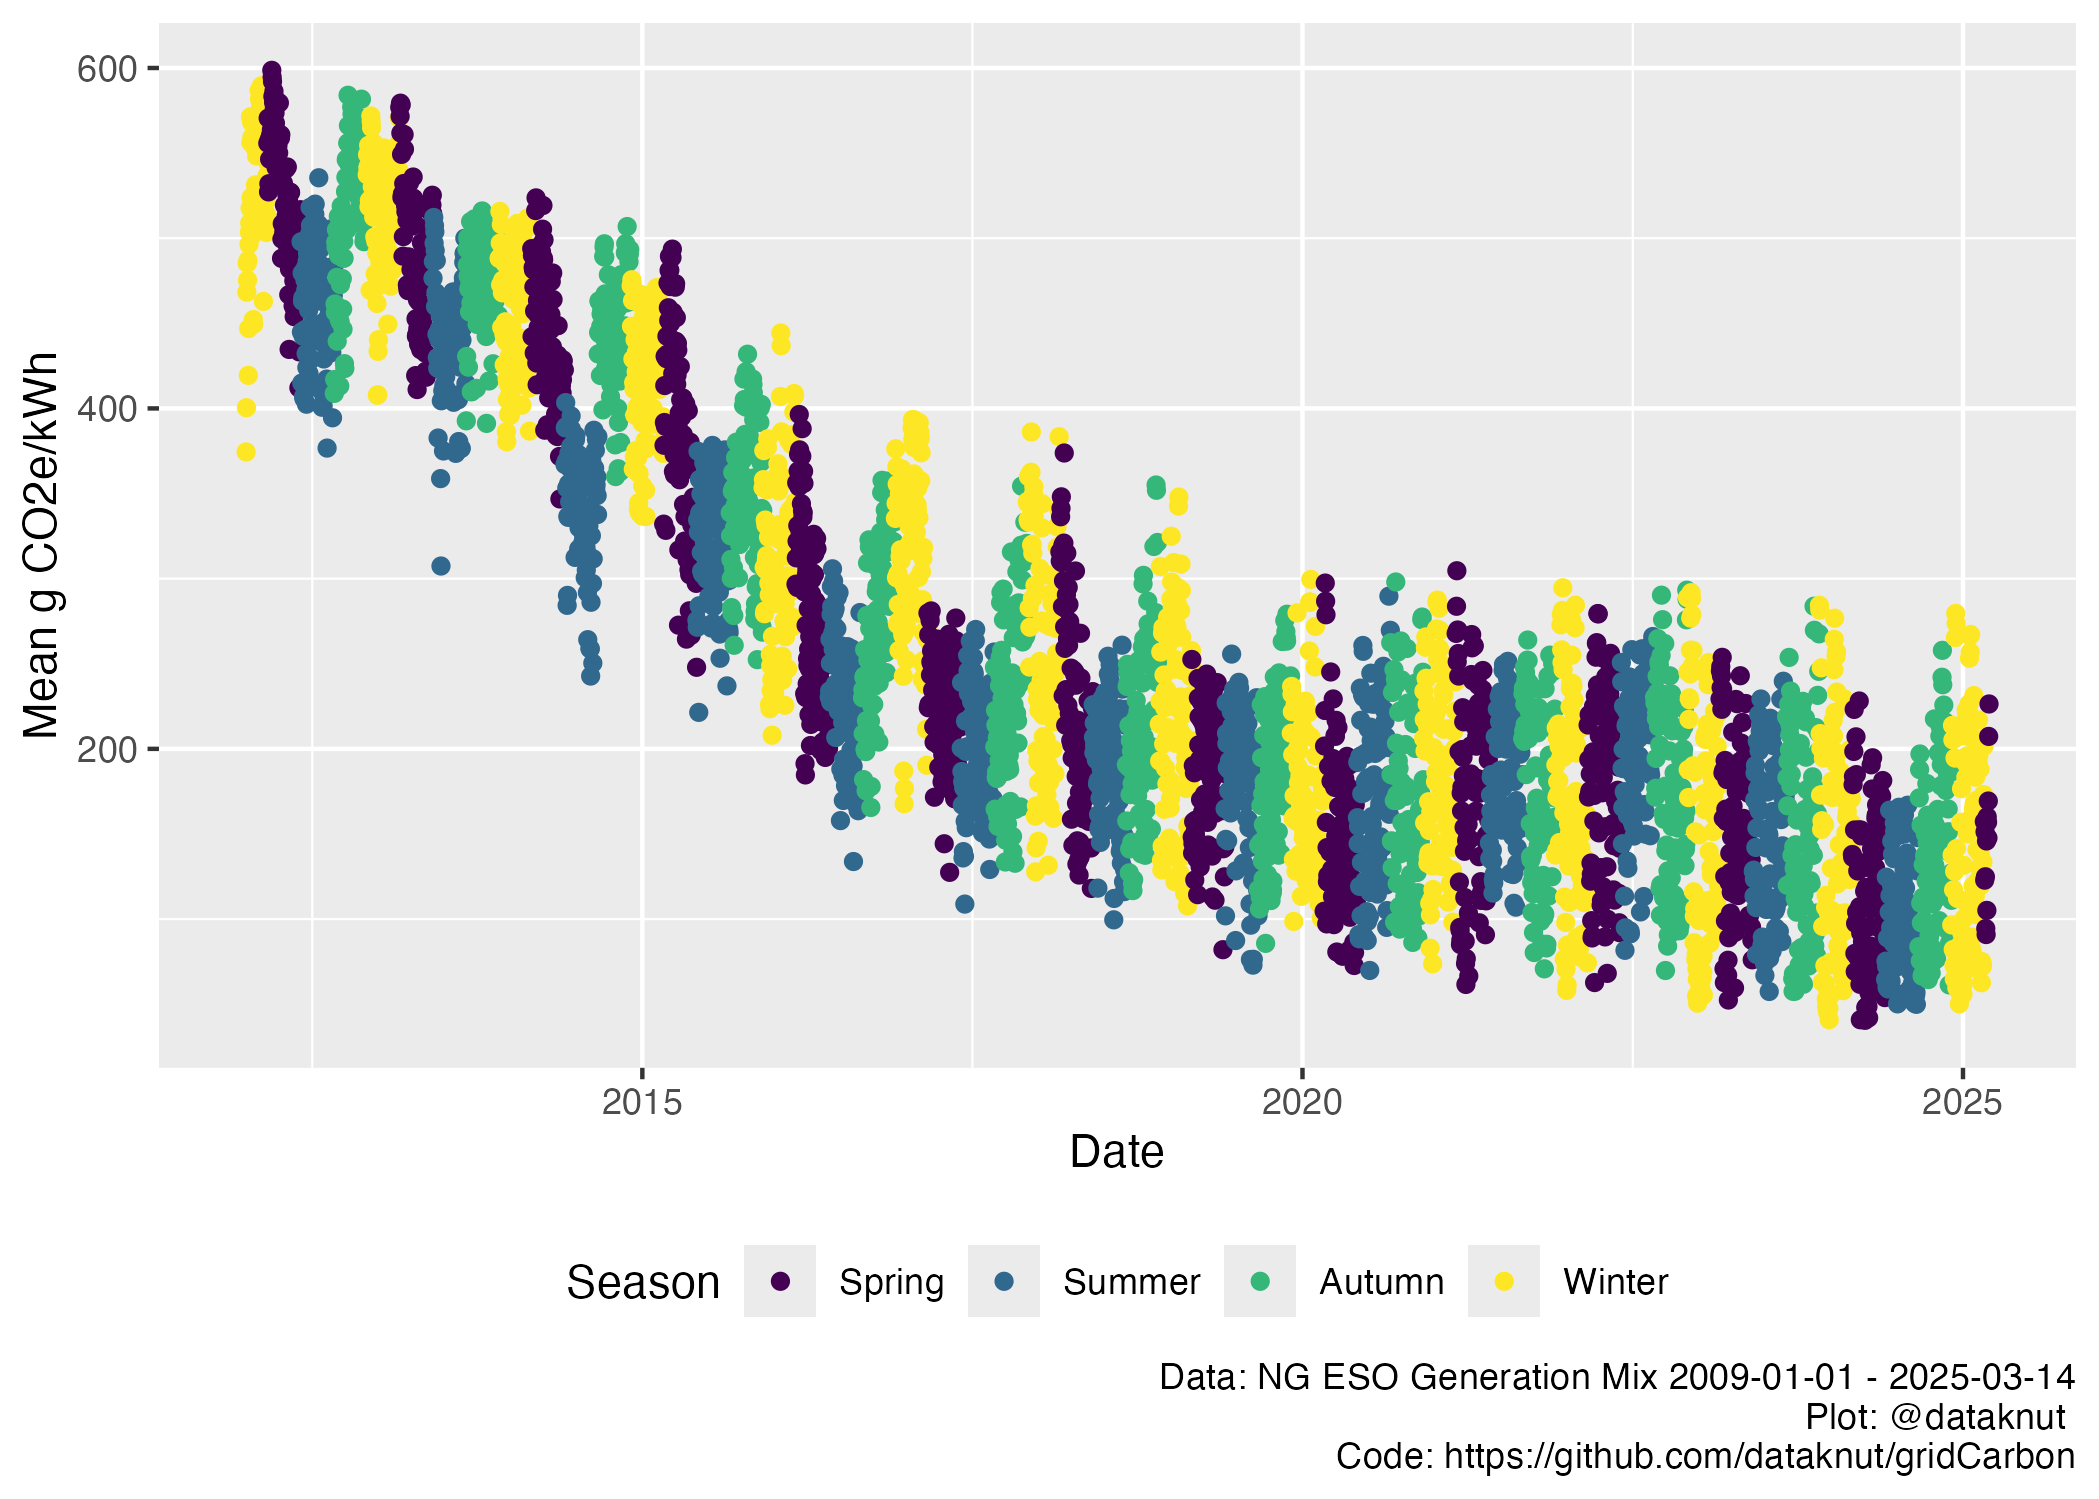 Mean g CO2e/kWh
600
400
200
2015
2020
2025
Date
Season
Spring
Summer
Autumn
Winter
Data: NG ESO Generation Mix 2009-01-01 - 2025-03-14
Plot: @dataknut
Code: https://github.com/dataknut/gridCarbon